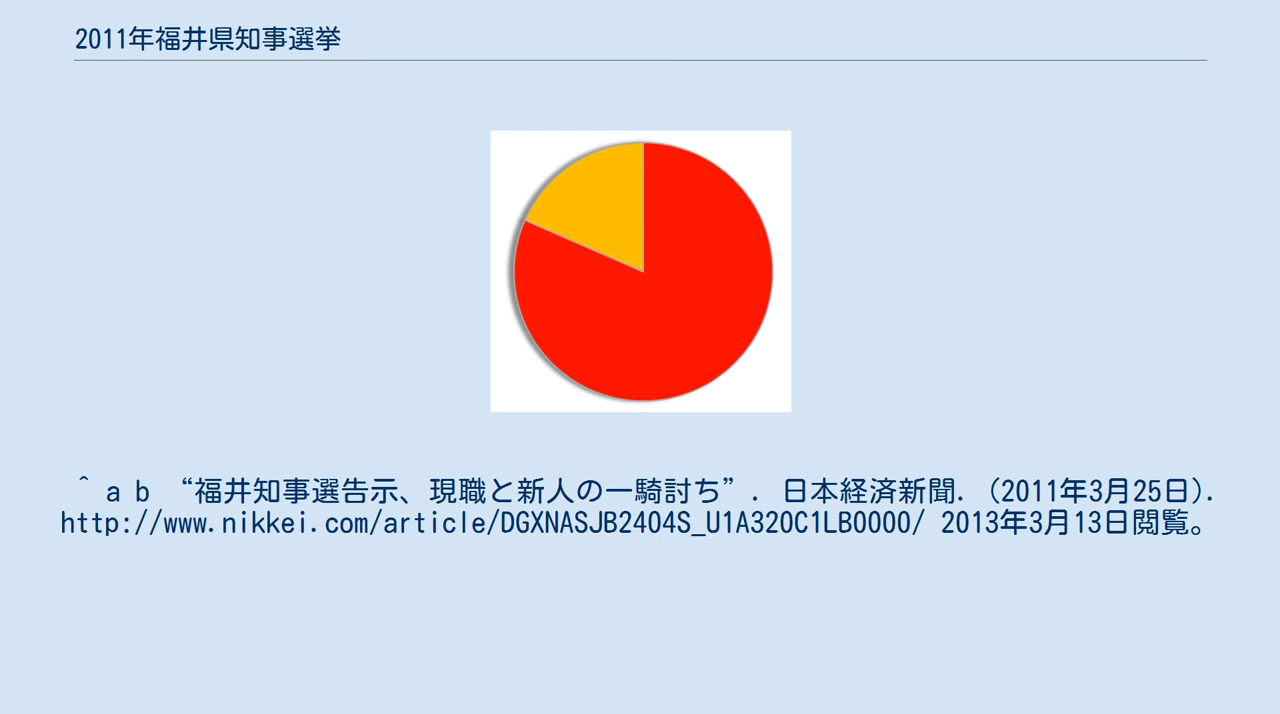 2011年福井県知事選挙
^ a b “福井知事選告示、現職と新人の一騎討ち”. 日本経済新聞. (2011年3月25日).
http://www.nikkei.com/article/DGXNASJB2404S_U1A320C1LB0000/ 2013年3月13日閲覧。